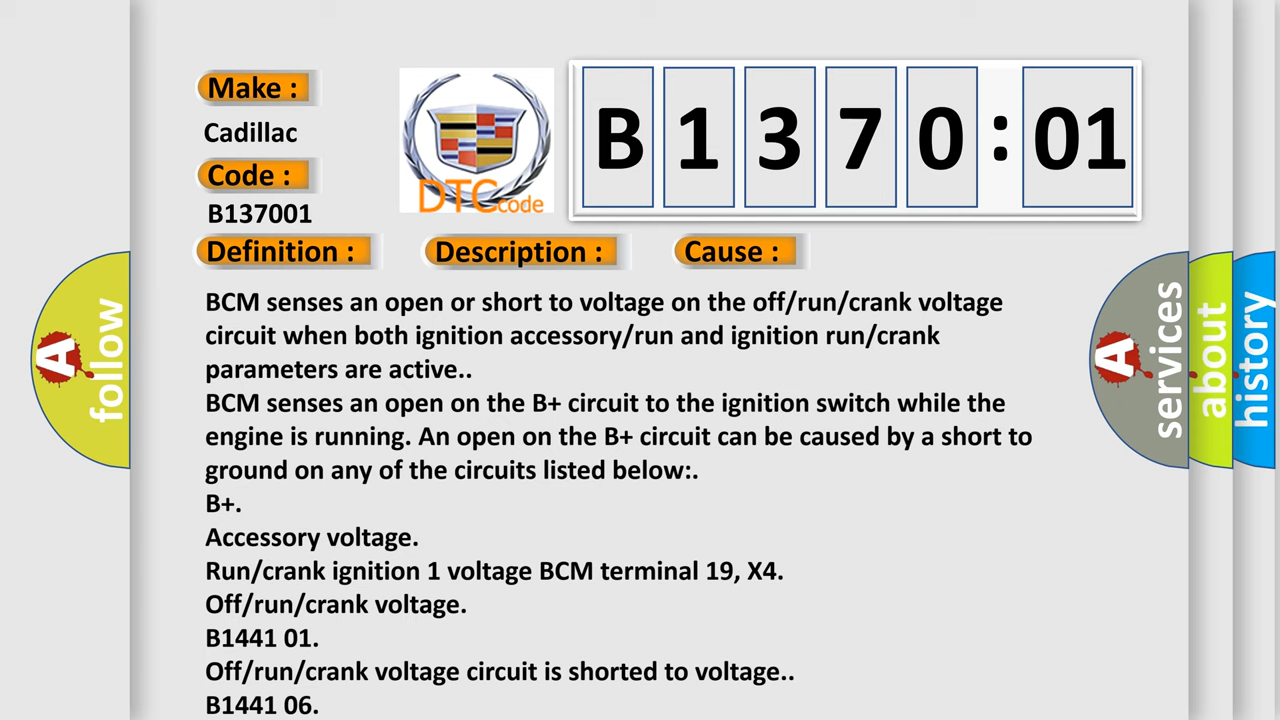 Make :
Cadillac
Code :
B137001
DTCcode
B1370:01
Definition :
Description :
Cause :
BCM senses an open or short to voltage on the off/run/crank voltage
circuit when both ignition accessory/run and ignition run/crank
parameters are active..
BCM senses an open on the B+ circuit to the ignition switch while the
engine is running. An open on the B+ circuit can be caused by a short to
ground on any of the circuits listed below:.
B+.
Accessory voltage.
Run/crank ignition 1 voltage BCM terminal 19, X4.
Off/run/crank voltage.
B1441 01.
Off/run/crank voltage circuit is shorted to voltage..
B1441 06.
A
follow
A
services
about
history